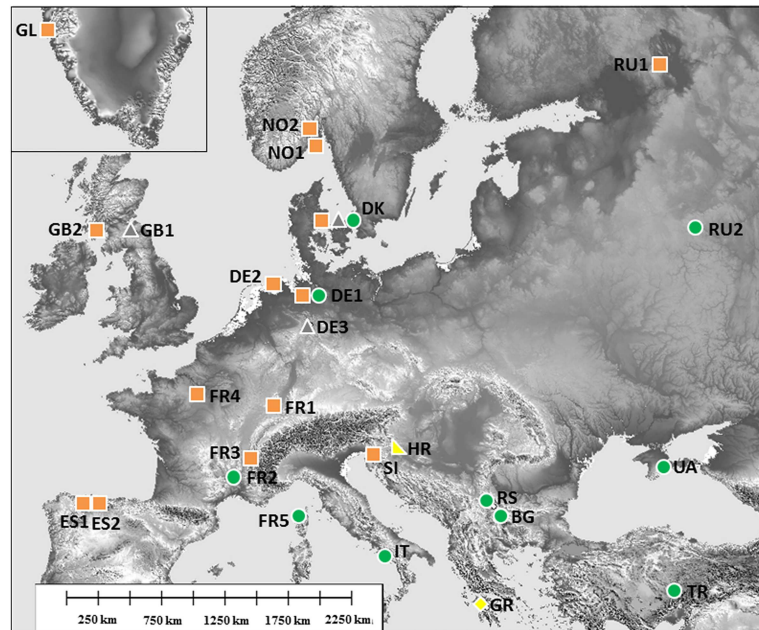 GL
RU1
NO2
NO1
DK
GB2
GB1
RU2
DE2
DE1
DE3
FR4
FR1
FR3
HR
SI
FR2
UA
ES1 ES2
RS
FR5
BG
IT
TR
GR
250 km 750 km 1250 km 1750 km 2250 km